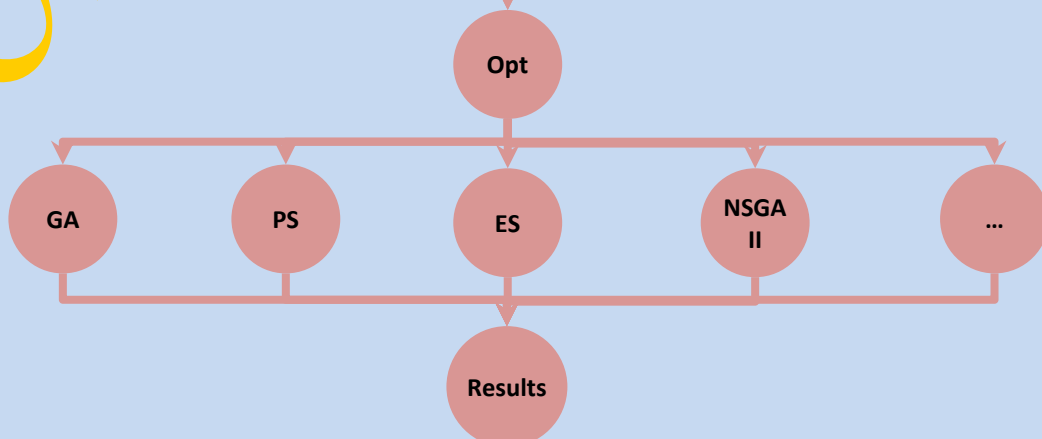 Opt
GA
PS
ES
NSGA
II
...
Results